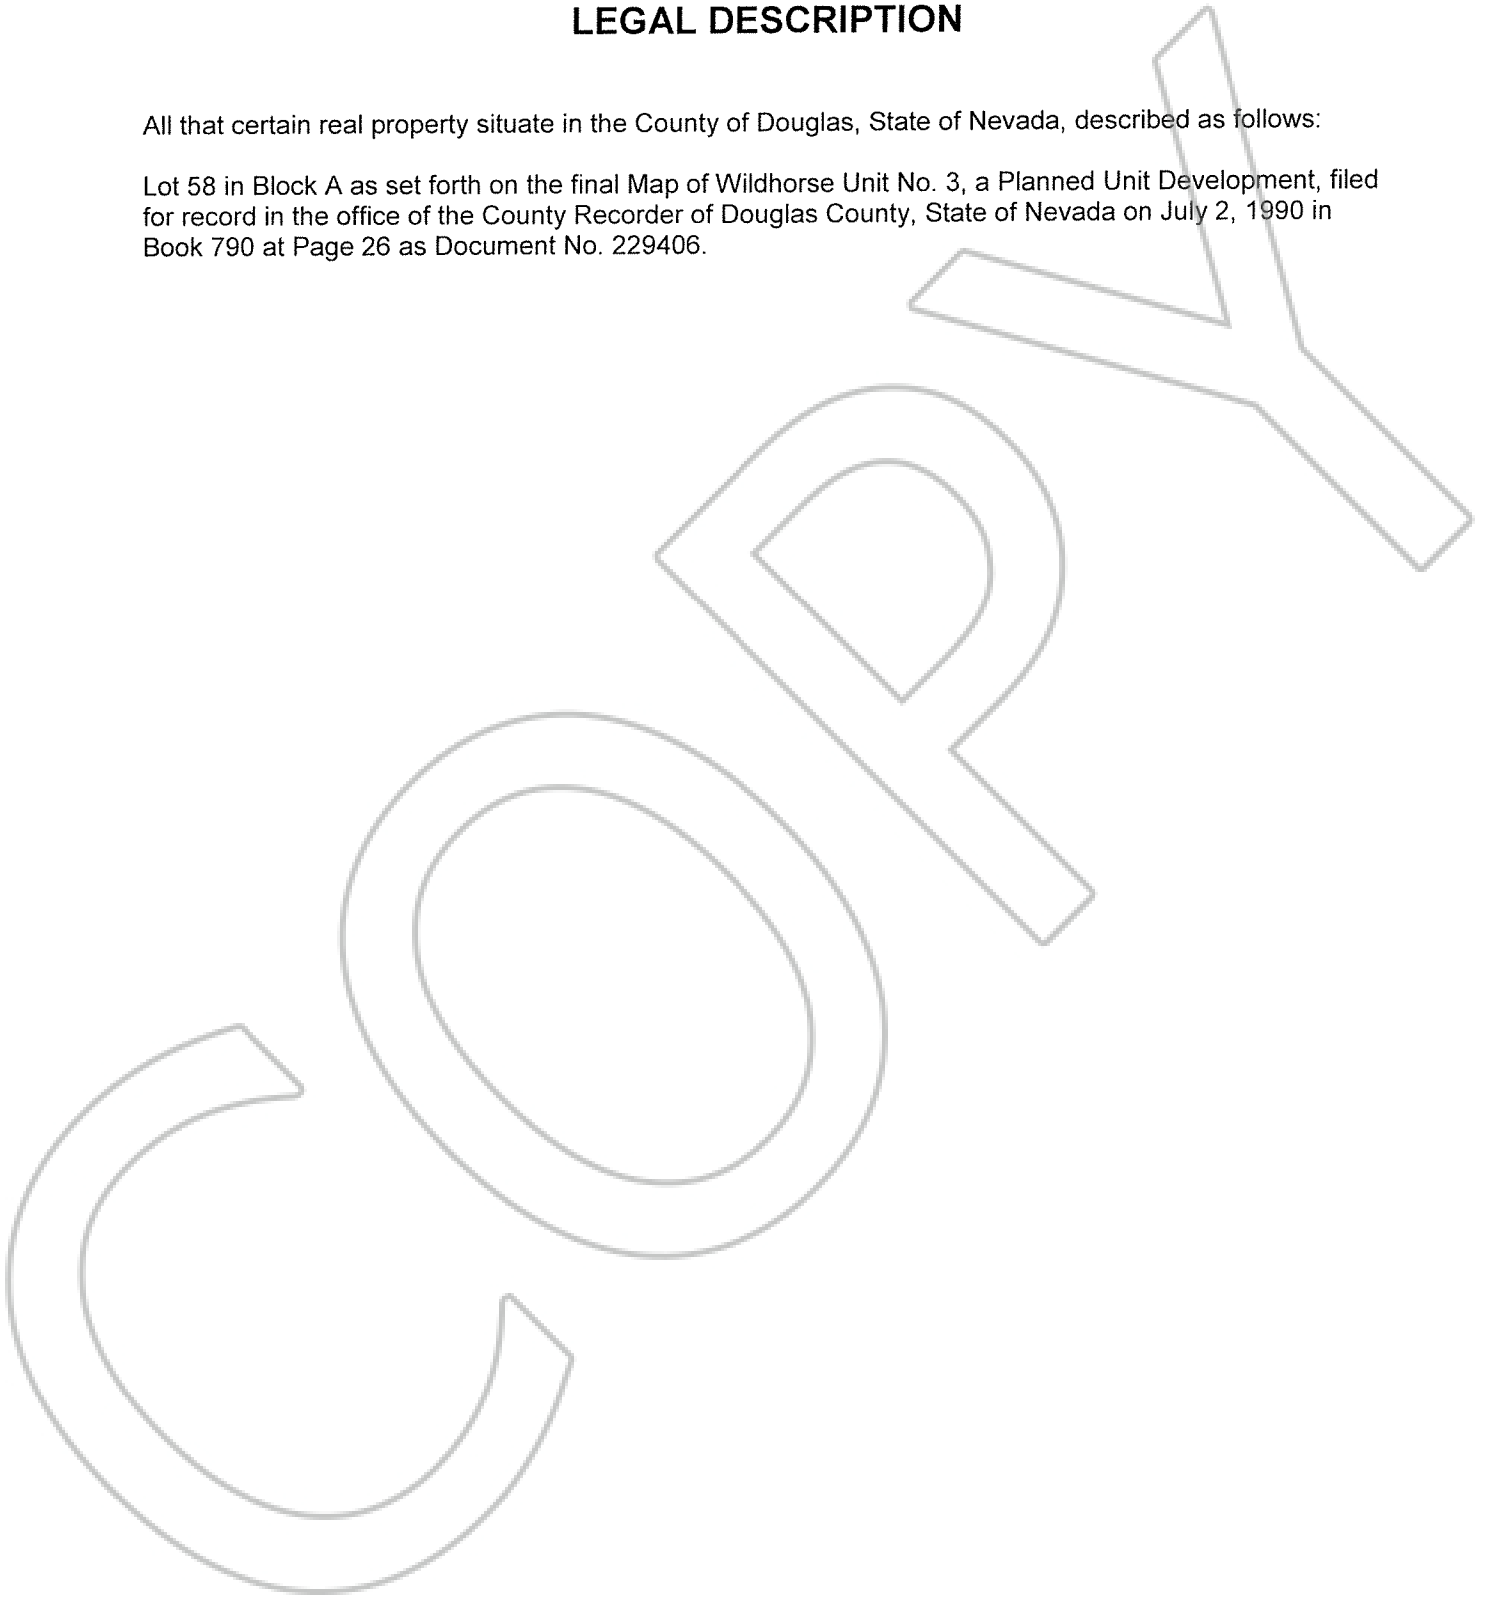 LEGAL DESCRIPTION
All that certain real property situate in the County of Douglas, State of Nevada, described as follows:
Lot 58 in Block A as set forth on the final Map of Wildhorse Unit No. 3, a Planned Unit Development, filed
for record in the office of the County Recorder of Douglas County, State of Nevada on July 2, 1990 in
Book 790 at Page 26 as Document No. 229406.
COPY